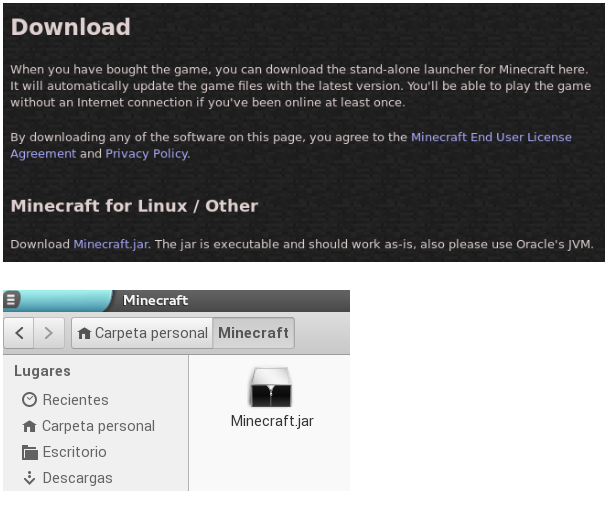 Download
When you have bought the game, you can download the stand-alone launcher for Minecraft here.
It will automatically update the game files with the latest version. You'll be able to play the game
without an Internet connection if you've been online at least once.
By downloading any of the software on this page, you agree to the Minecraft End User License
Agreement and Privacy Policy.
Minecraft for Linux / Other
Download Minecraft.jar. The jar is executable and should work as-is, also please use Oracle's JVM.
Minecraft
Carpeta personal Minecraft
Lugares
Recientes
Carpeta personal
Escritorio
Descargas
Minecraft.jar